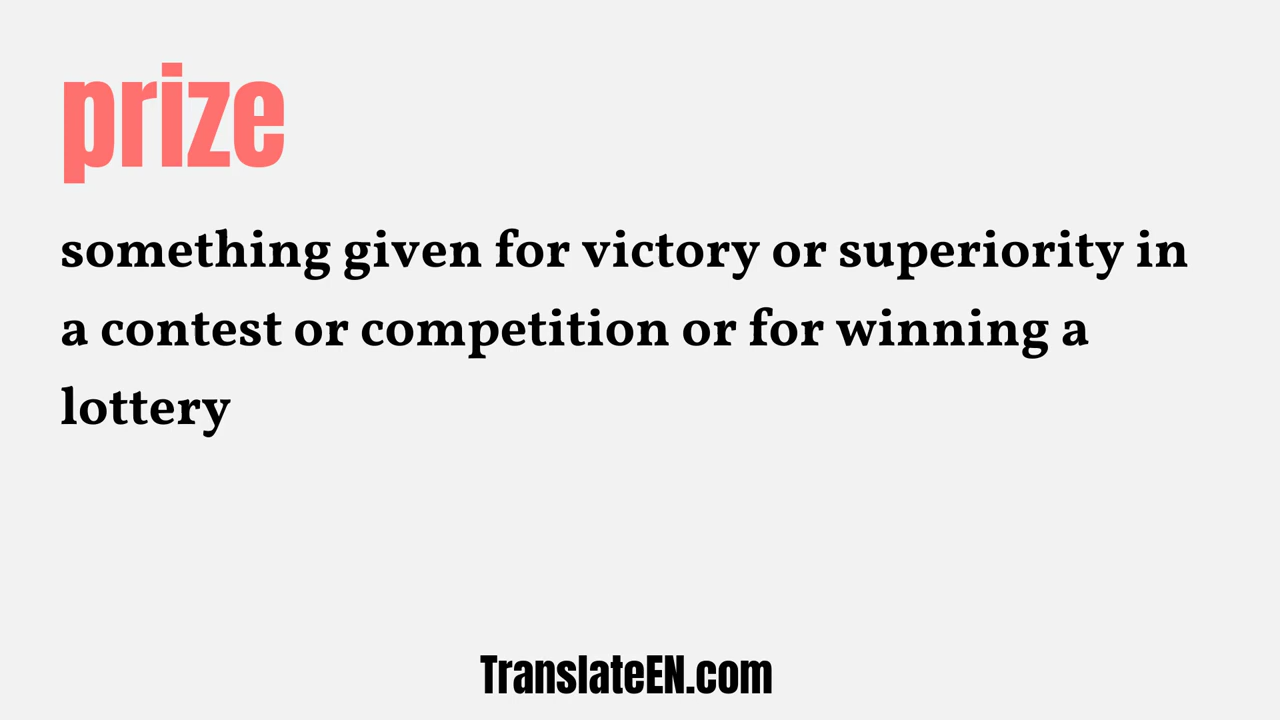 prize
something given for victory or superiority in
a contest or competition or for winning a
lottery
TranslateEN.com